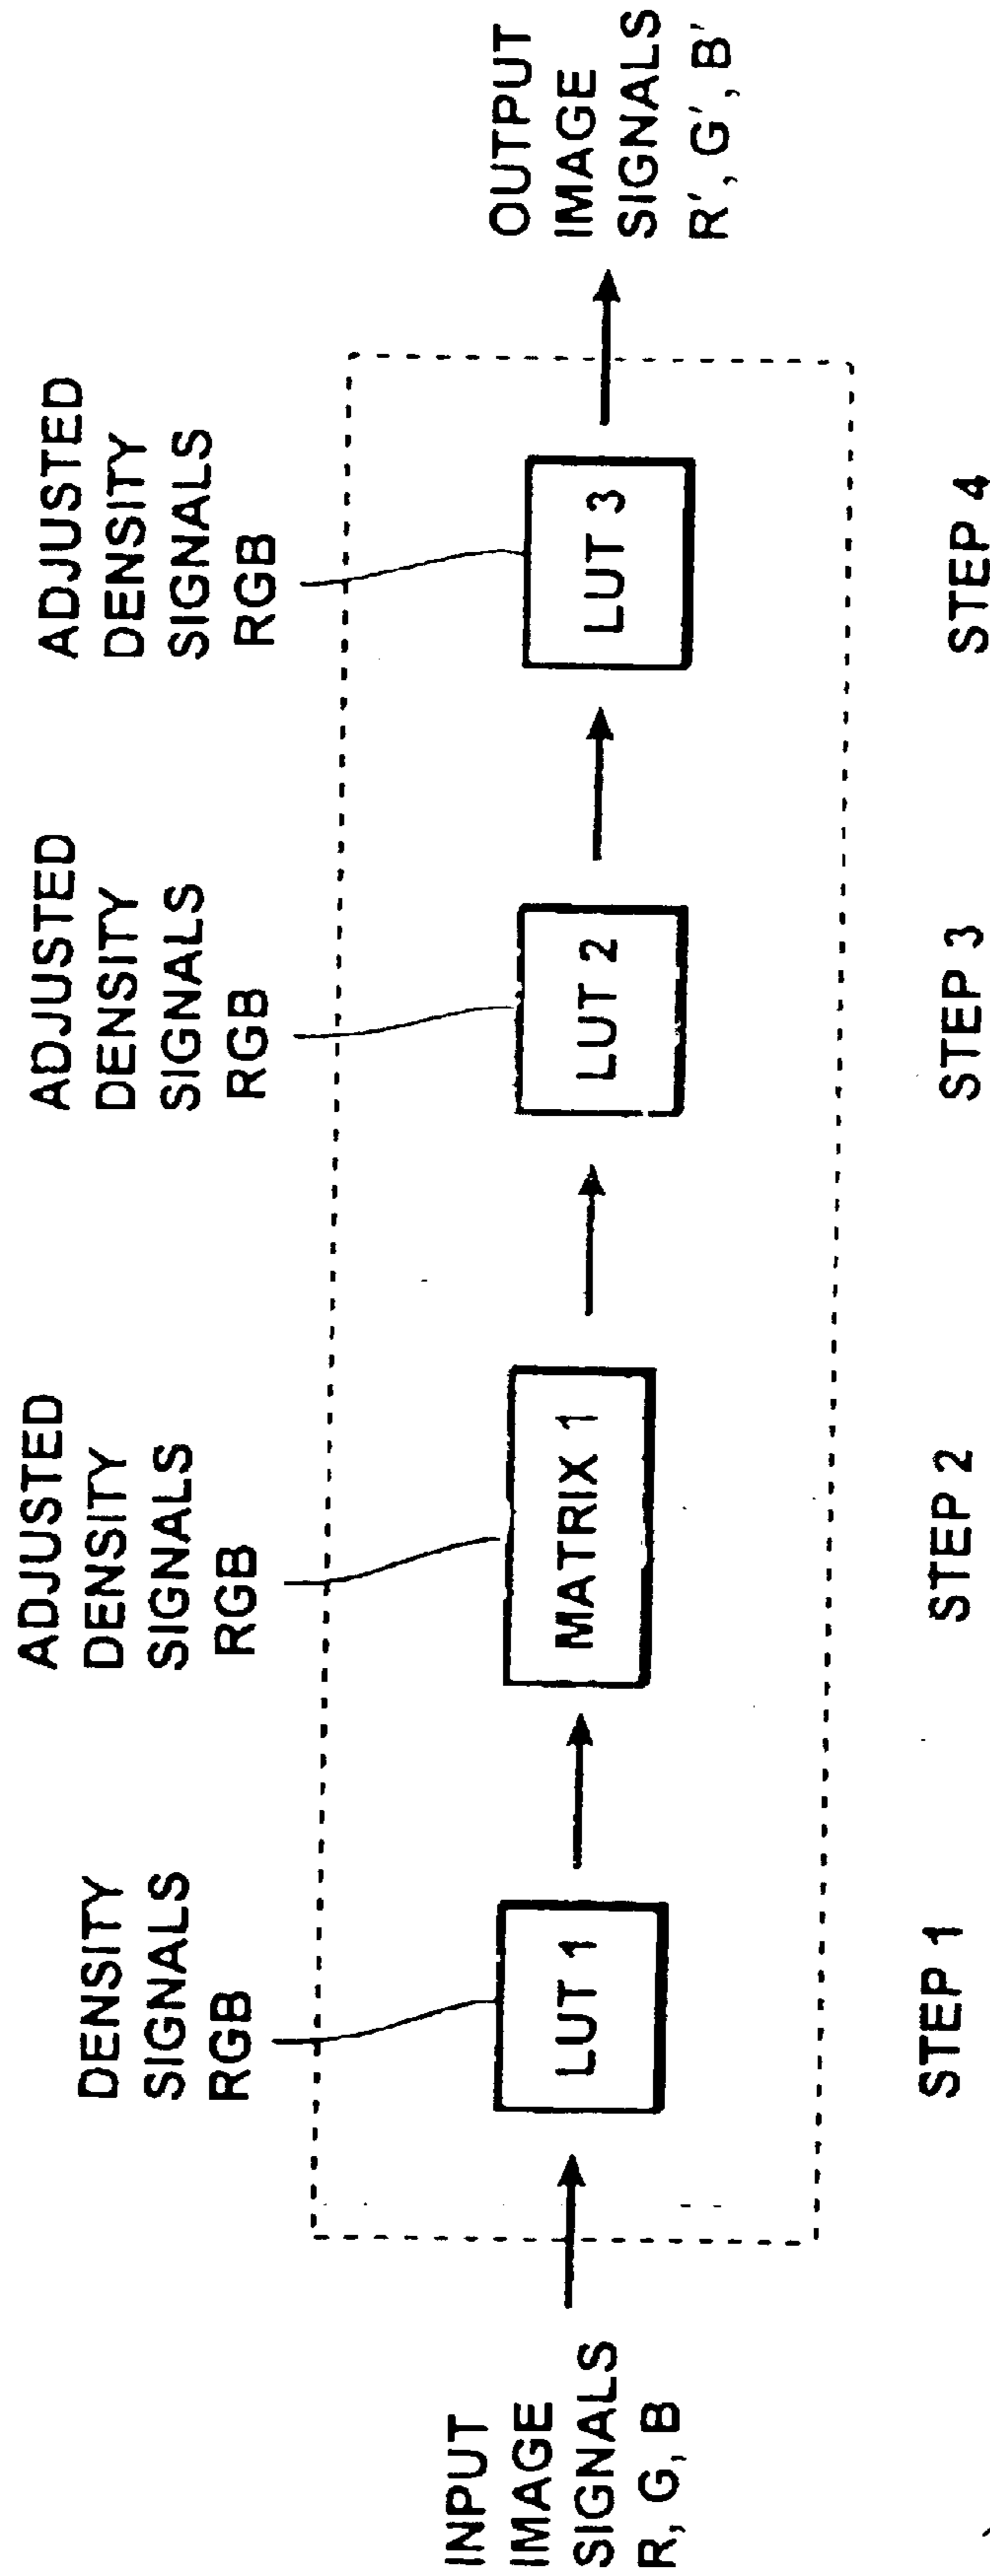 INPUT
IMAGE
SIGNALS
R, G, B
DENSITY
SIGNALS
RGB
LUT 1
STEP 1
ADJUSTED
DENSITY
SIGNALS
RGB
MATRIX 1
STEP 2
ADJUSTED
DENSITY
SIGNALS
RGB
LUT 2
STEP 3
ADJUSTED
DENSITY
SIGNALS
RGB
LUT 3
STEP 4
OUTPUT
IMAGE
SIGNALS
R', G', B'